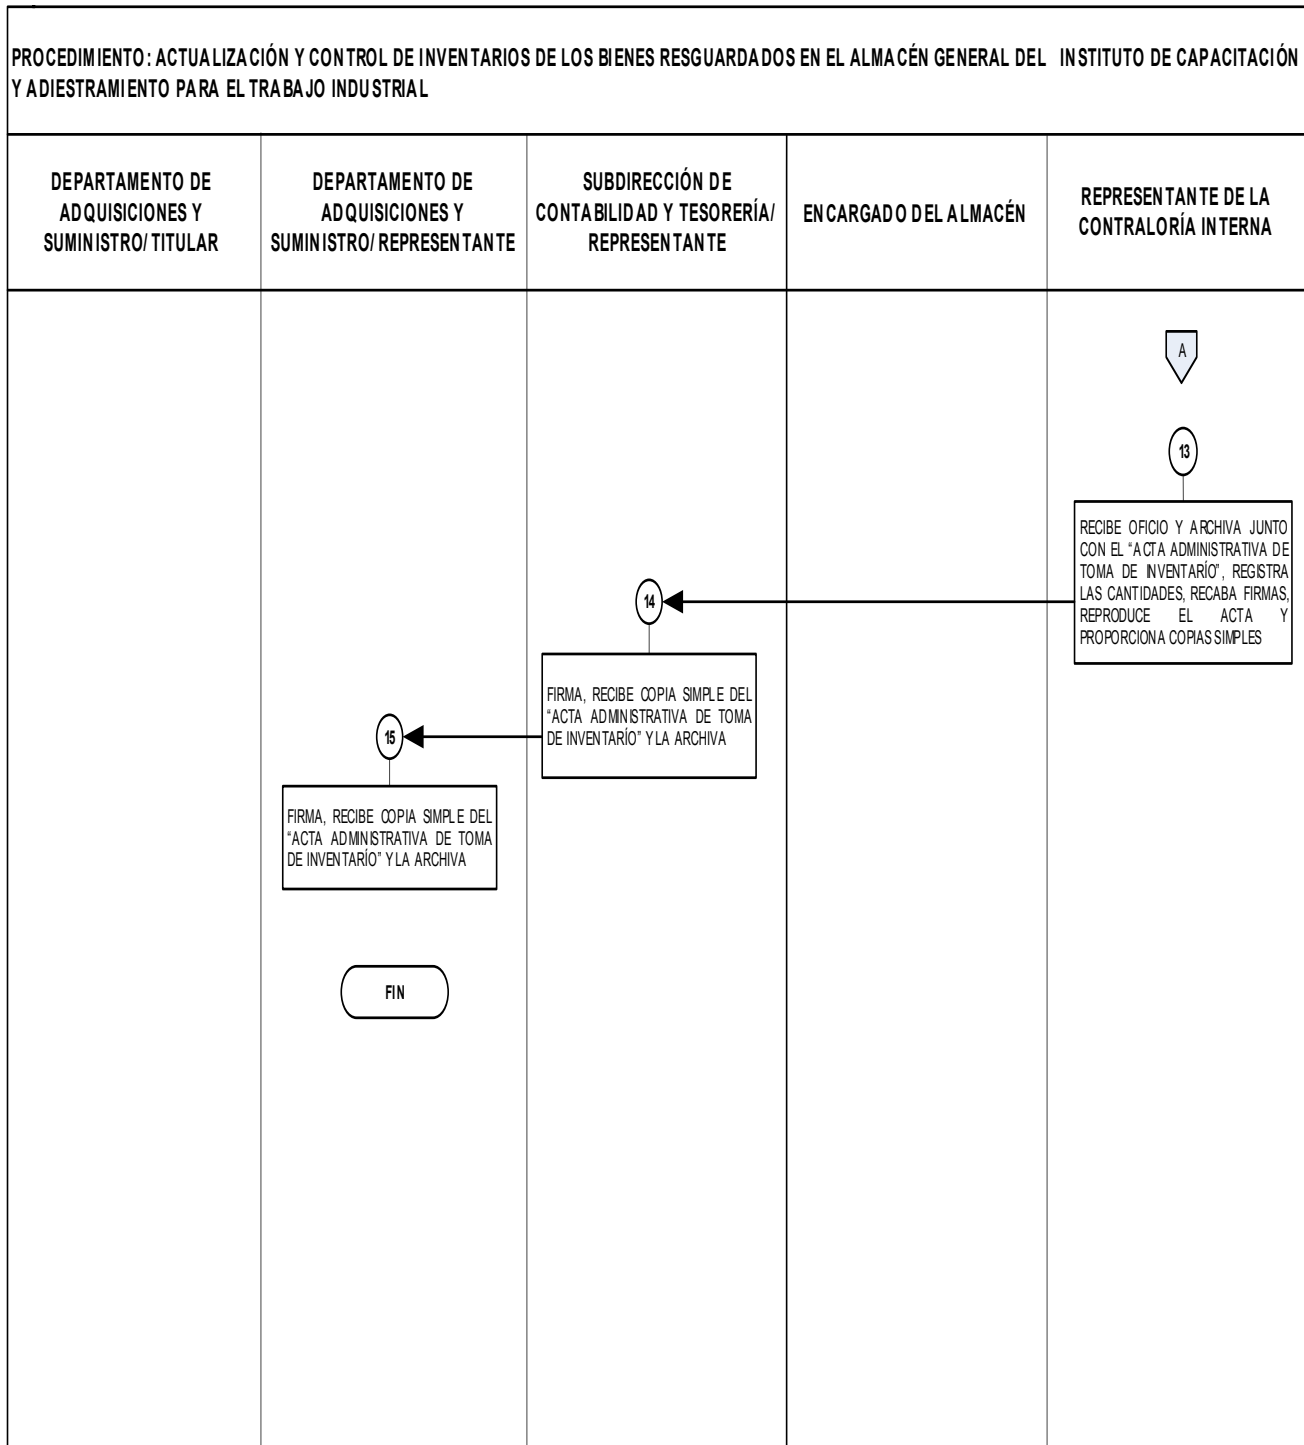 PROCEDIMIENTO: ACTUALIZACIÓN Y CONTROL DE INVENTARIOS DE LOS BIENES RESGUARDADOS EN EL ALMACÉN GENERAL DEL INSTITUTO DE CAPACITACIÓN
Y ADIESTRAMIENTO PARA EL TRABAJO INDUSTRIAL
DEPARTAMENTO DE
ADQUISICIONES Y
SUMINISTRO/ TITULAR
DEPARTAMENTO DE
ADQUISICIONES Y
SUMINISTRO/ REPRESENTANTE
SUBDIRECCIÓN DE
CONTABILIDAD Y TESORERÍA/
REPRESENTANTE
ENCARGADO DEL ALMACÉN
REPRESENTANTE DE LA
CONTRALORÍA INTERNA
A
13
RECIBE OFICIO Y ARCHIVA JUNTO
CON EL “ACTA ADMINISTRATIVA DE
TOMA DE INVENTARÍO”, REGISTRA
LAS CANTIDADES, RECABA FIRMAS,
REPRODUCE EL ACTA Y
PROPORCIONA COPIAS SIMPLES
14
FIRMA, RECIBE COPIA SIMPLE DEL
“ACTA ADMINISTRATIVA DE TOMA
DE INVENTARÍO” Y LA ARCHIVA
15
FIRMA, RECIBE COPIA SIMPLE DEL
“ACTA ADMINISTRATIVA DE TOMA
DE INVENTARÍO” Y LA ARCHIVA
FIN